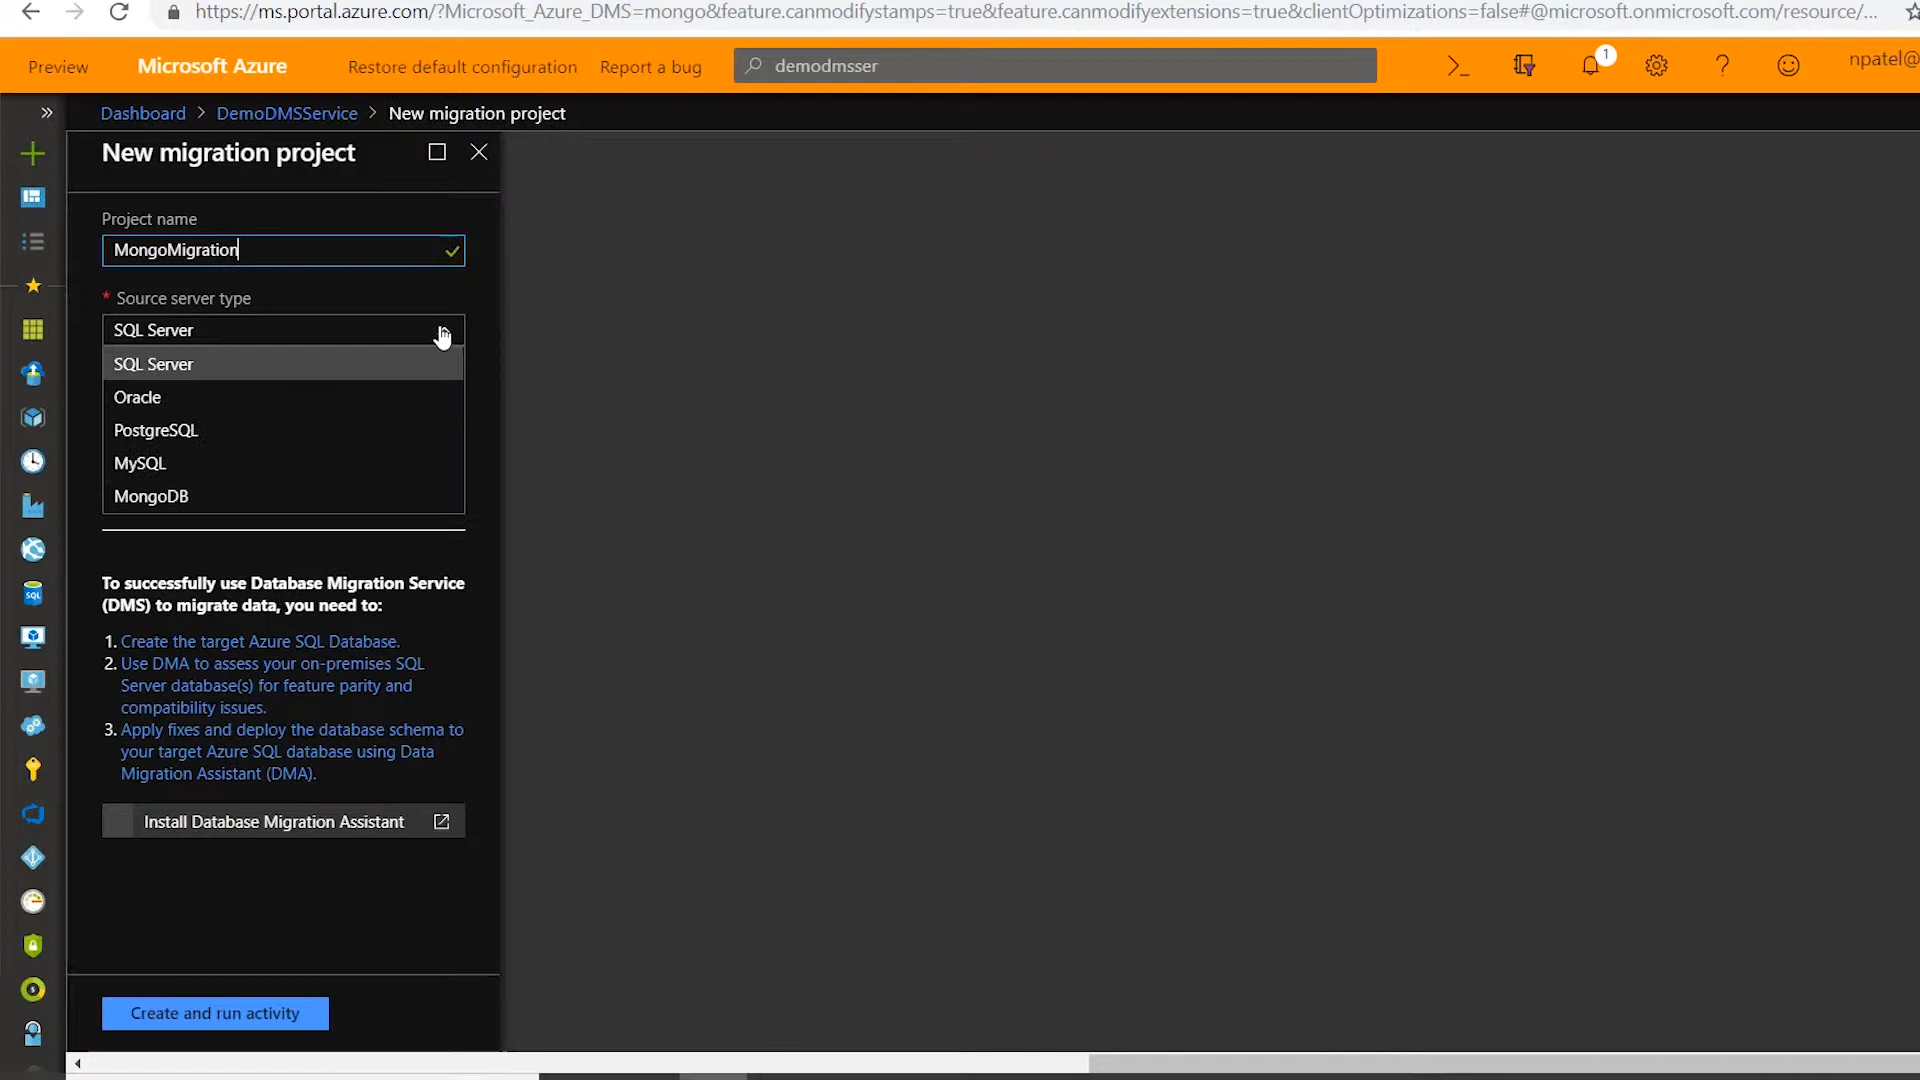 https://ms.portal.azure.com/?Microsoft_Azure_DMS=mongo&feature.canmodifystamps=true&feature.canmodifyextensions=true&clientOptimizations=false#@microsoft.onmicrosoft.com/resource/...
Preview Microsoft Azure Restore default configuration Report a bug demodmsser 1 npatel@
Dashboard > DemoDMSService > New migration project
New migration project
Project name
MongoMigration
* Source server type
SQL Server
SQL Server
Oracle
PostgreSQL
MySQL
MongoDB
To successfully use Database Migration Service
(DMS) to migrate data, you need to:
1. Create the target Azure SQL Database.
2. Use DMA to assess your on-premises SQL
Server database(s) for feature parity and
compatibility issues.
3. Apply fixes and deploy the database schema to
your target Azure SQL database using Data
Migration Assistant (DMA).
Install Database Migration Assistant
Create and run activity
SQL